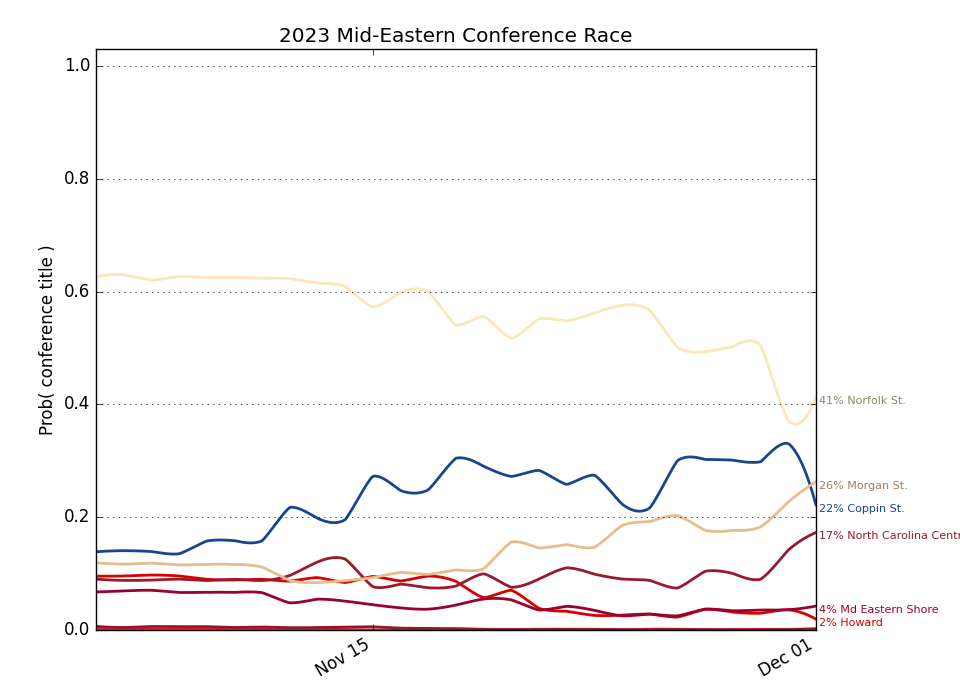 2023 Mid-Eastern Conference Race
Prob( conference title )
1.0
0.8
0.6
0.4
0.2
0.0
Nov 15
Dec 01
41% Norfolk St.
26% Morgan St.
22% Coppin St.
17% North Carolina Centr
4% Md Eastern Shore
2% Howard